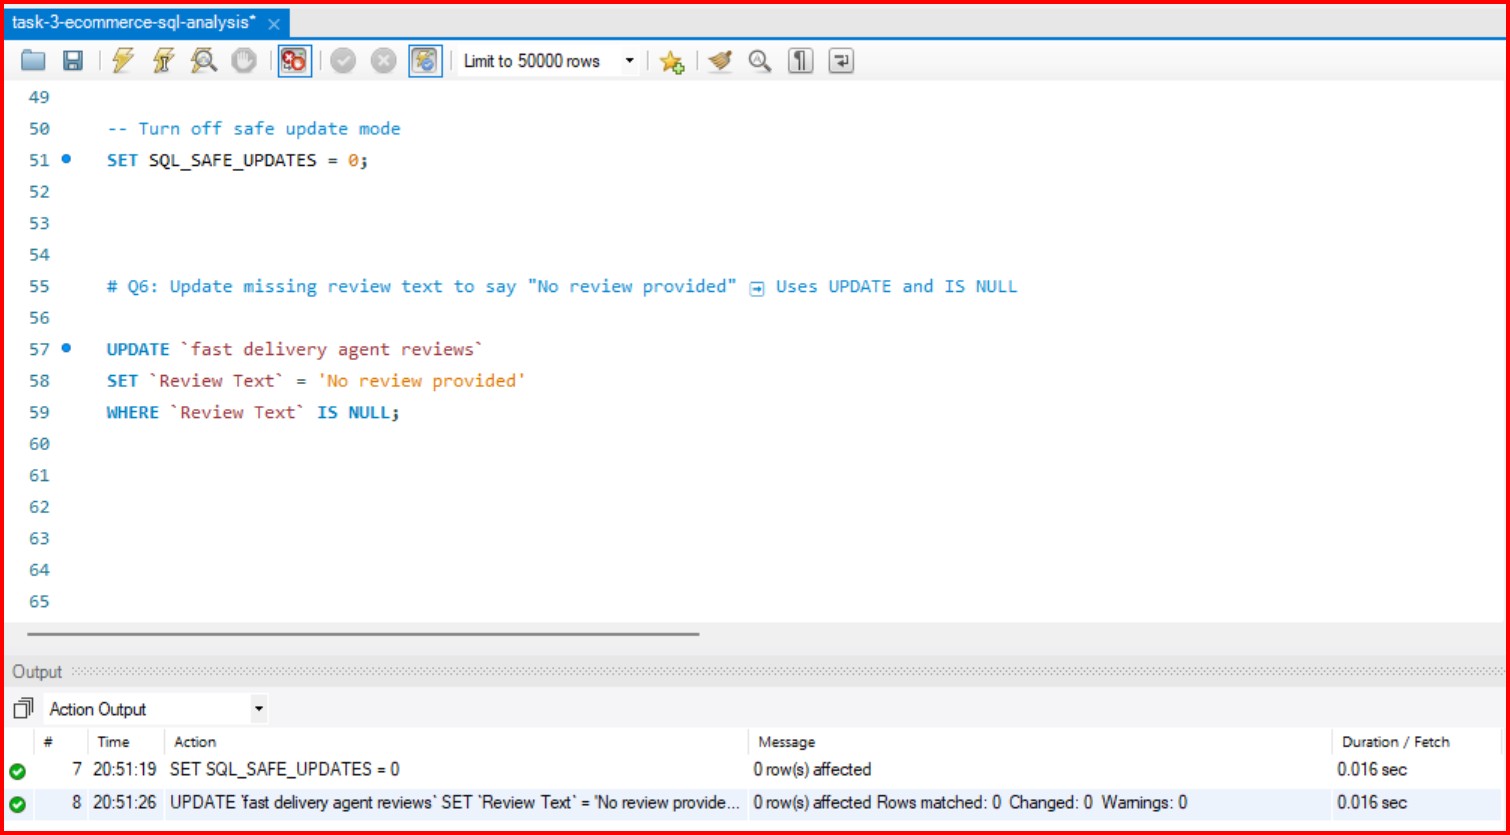 task-3-ecommerce-sql-analysis*
Limit to 50000 rows
49
50 -- Turn off safe update mode
51 SET SQL_SAFE_UPDATES = 0;
52
53
54
55 # Q6: Update missing review text to say "No review provided" ➡ Uses UPDATE and IS NULL
56
57 UPDATE `fast delivery agent reviews`
58 SET `Review Text` = 'No review provided'
59 WHERE `Review Text` IS NULL;
60
61
62
63
64
65
Output
Action Output
# Time Action Message Duration / Fetch
7 20:51:19 SET SQL_SAFE_UPDATES = 0 0 row(s) affected 0.016 sec
8 20:51:26 UPDATE `fast delivery agent reviews` SET `Review Text` = 'No review provide... 0 row(s) affected Rows matched: 0 Changed: 0 Warnings: 0 0.016 sec